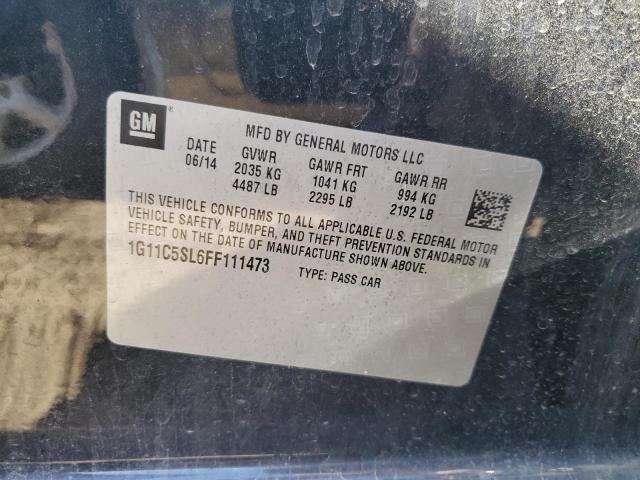 GM®
MFD BY GENERAL MOTORS LLC
DATE GVWR GAWR FRT GAWR RR
06/14 2035 KG 1041 KG 994 KG
4487 LB 2295 LB 2192 LB
THIS VEHICLE CONFORMS TO ALL APPLICABLE U.S. FEDERAL MOTOR
VEHICLE SAFETY, BUMPER, AND THEFT PREVENTION STANDARDS IN
EFFECT ON THE DATE OF MANUFACTURE SHOWN ABOVE.
1G11C5SL6FF111473 TYPE: PASS CAR